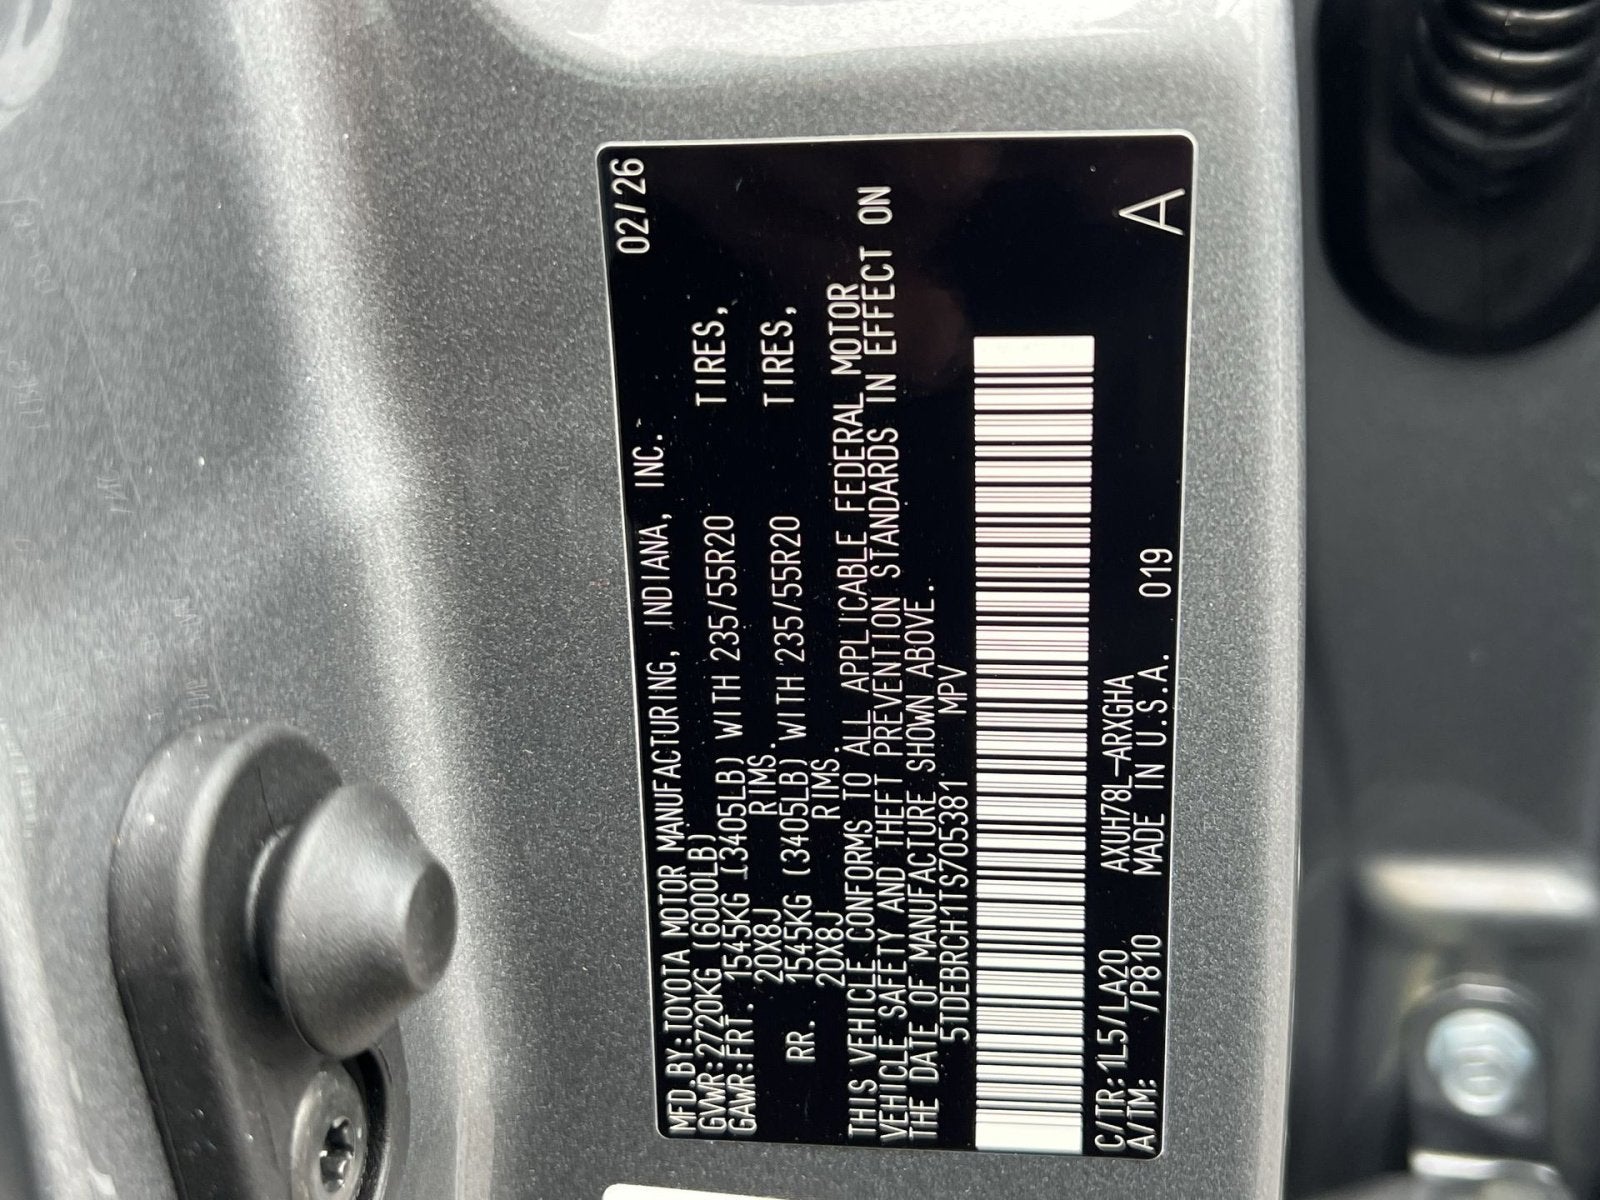 MFD.BY:TOYOTA MOTOR MANUFACTURING, INDIANA, INC. 02/26
GVWR:2720KG (6000LB)
GAWR:FRT. 1545KG (3405LB) WITH 235/55R20 TIRES,
20X8J RIMS.
RR. 1545KG (3405LB) WITH 235/55R20 TIRES,
20X8J RIMS.
THIS VEHICLE CONFORMS TO ALL APPLICABLE FEDERAL MOTOR
VEHICLE SAFETY AND THEFT PREVENTION STANDARDS IN EFFECT ON
THE DATE OF MANUFACTURE SHOWN ABOVE.
5TDEBRCH1TS705381 MPV
C/TR:1L5/LA20 AXUH78L-ARXGHA
A/TM: /P810 MADE IN U.S.A. 019 A